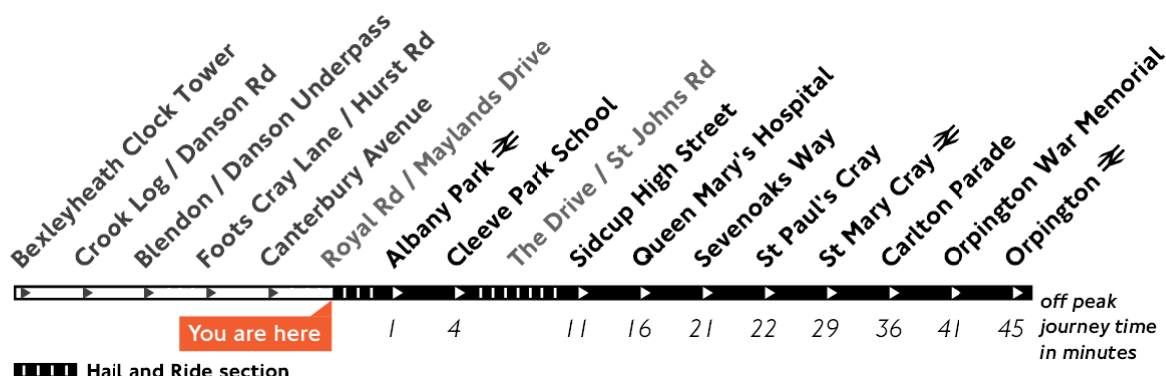 Bexleyheath Clock Tower
Crook Log / Danson Rd
Blendon / Danson Underpass
Foots Cray Lane / Hurst Rd
Canterbury Avenue
Royal Rd / Maylands Drive
Albany Park
Cleeve Park School
The Drive / St Johns Rd
Sidcup High Street
Queen Mary's Hospital
Sevenoaks Way
St Paul's Cray
St Mary Cray
Carlton Parade
Orpington War Memorial
Orpington
You are here
1 4 11 16 21 22 29 36 41 45
off peak
journey time
in minutes
Hail and Ride section